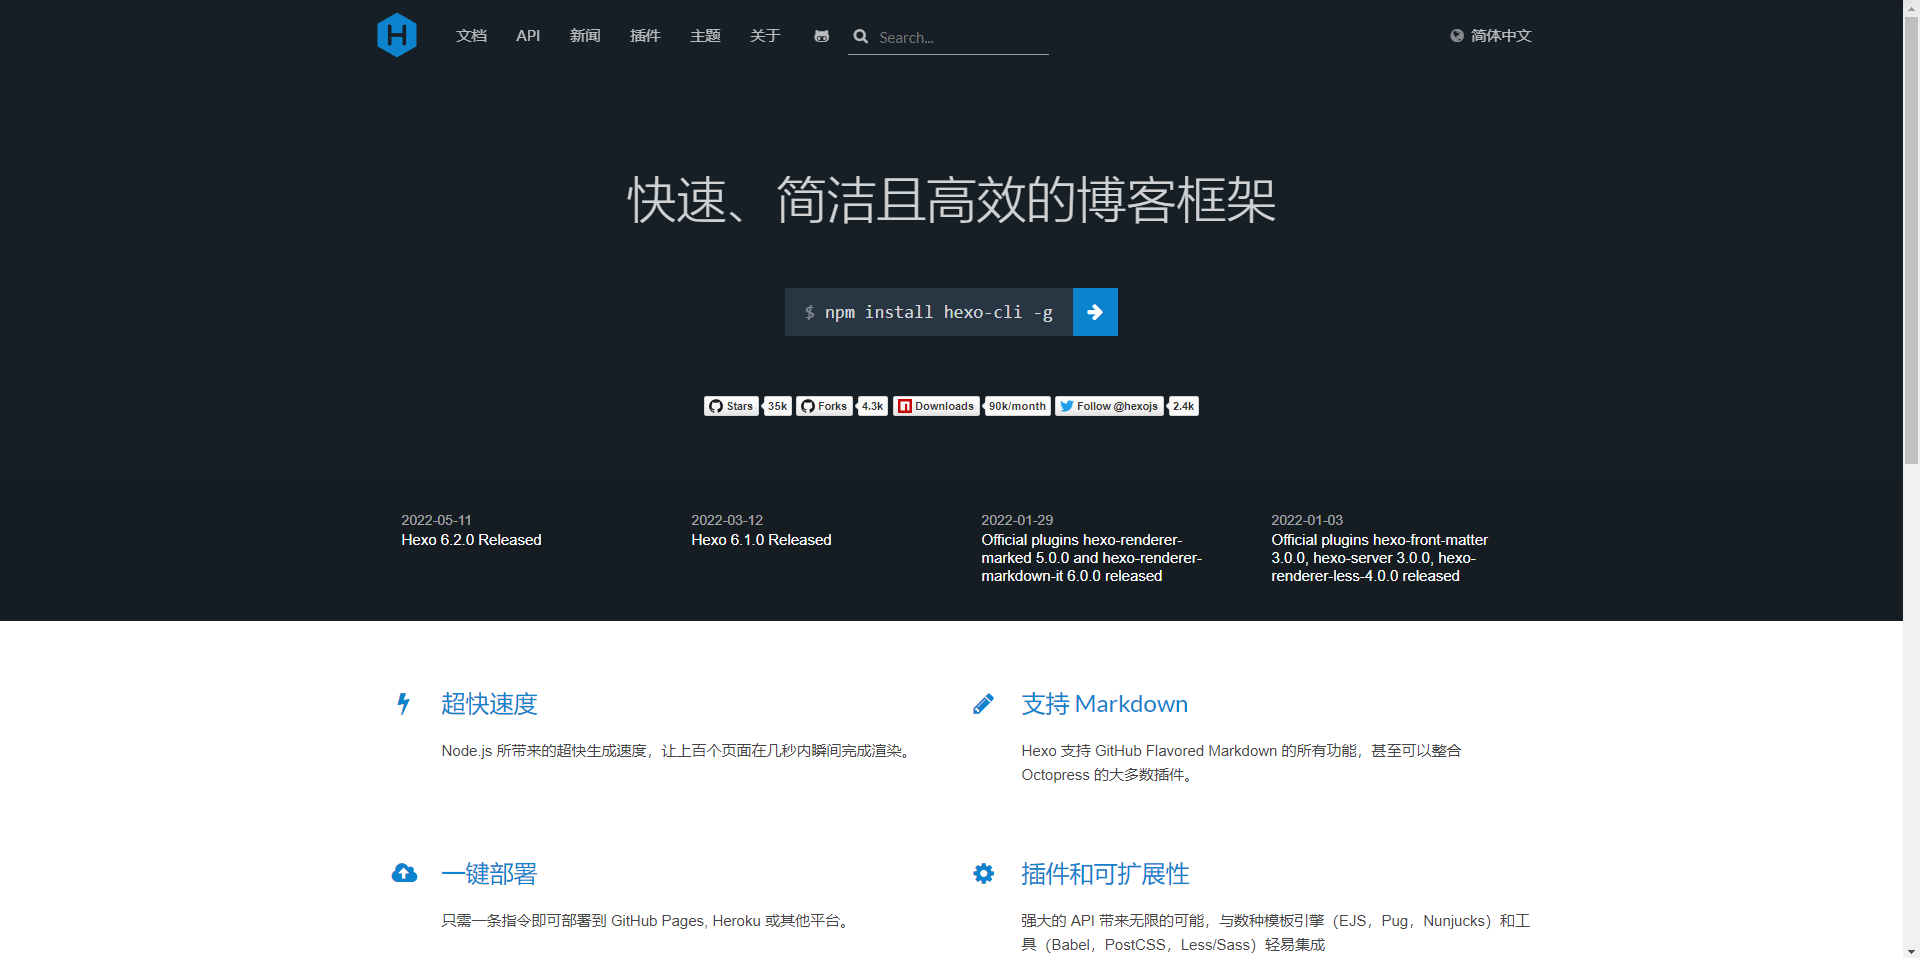 H 文档 API 新闻 插件 主题 关于 Search... 简体中文
快速、简洁且高效的博客框架
$ npm install hexo-cli -g
Stars 35k Forks 4.3k Downloads 90k/month Follow @hexojs 2.4k
2022-05-11
Hexo 6.2.0 Released
2022-03-12
Hexo 6.1.0 Released
2022-01-29
Official plugins hexo-renderer-
marked 5.0.0 and hexo-renderer-
markdown-it 6.0.0 released
2022-01-03
Official plugins hexo-front-matter
3.0.0, hexo-server 3.0.0, hexo-
renderer-less-4.0.0 released
超快速度
Node.js 所带来的超快生成速度，让上百个页面在几秒内瞬间完成渲染。
支持 Markdown
Hexo 支持 GitHub Flavored Markdown 的所有功能，甚至可以整合
Octopress 的大多数插件。
一键部署
只需一条指令即可部署到 GitHub Pages, Heroku 或其他平台。
插件和可扩展性
强大的 API 带来无限的可能，与数种模板引擎（EJS，Pug，Nunjucks）和工
具（Babel，PostCSS，Less/Sass）轻易集成